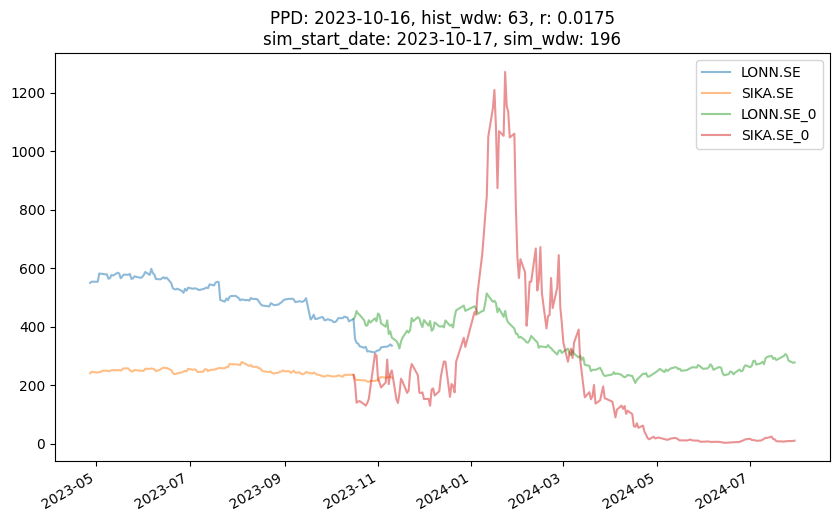 PPD: 2023-10-16, hist_wdw: 63, r: 0.0175
sim_start_date: 2023-10-17, sim_wdw: 196
LONN.SE
SIKA.SE
LONN.SE_0
SIKA.SE_0
1200
1000
800
600
400
200
0
2023-05
2023-07
2023-09
2023-11
2024-01
2024-03
2024-05
2024-07